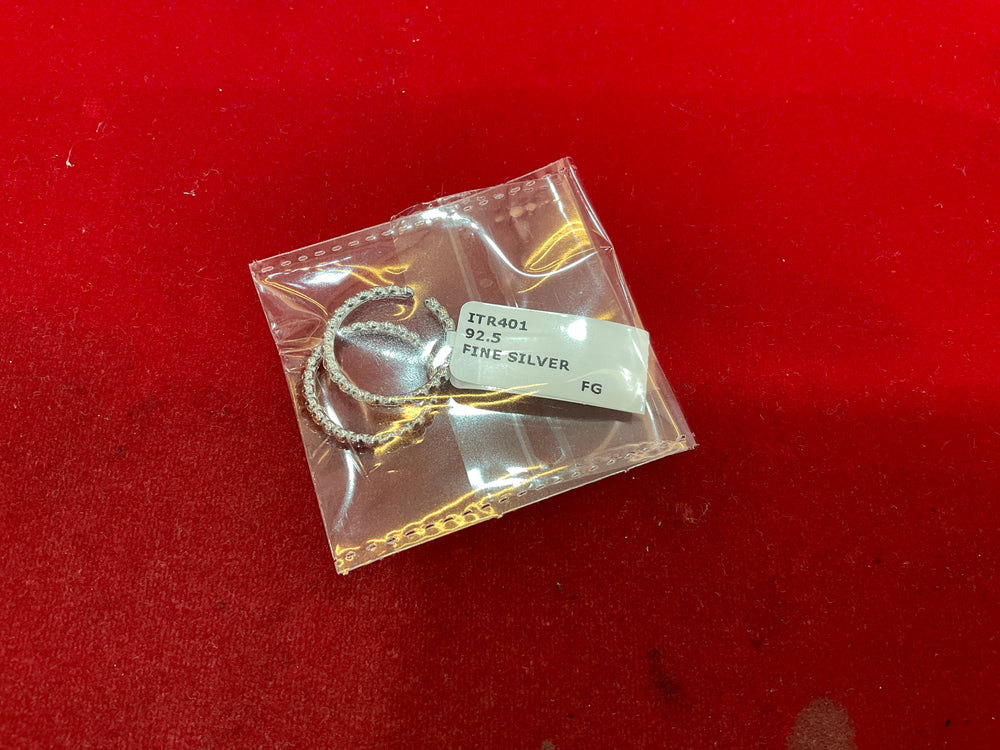 ITR401
92.5
FINE SILVER
FG